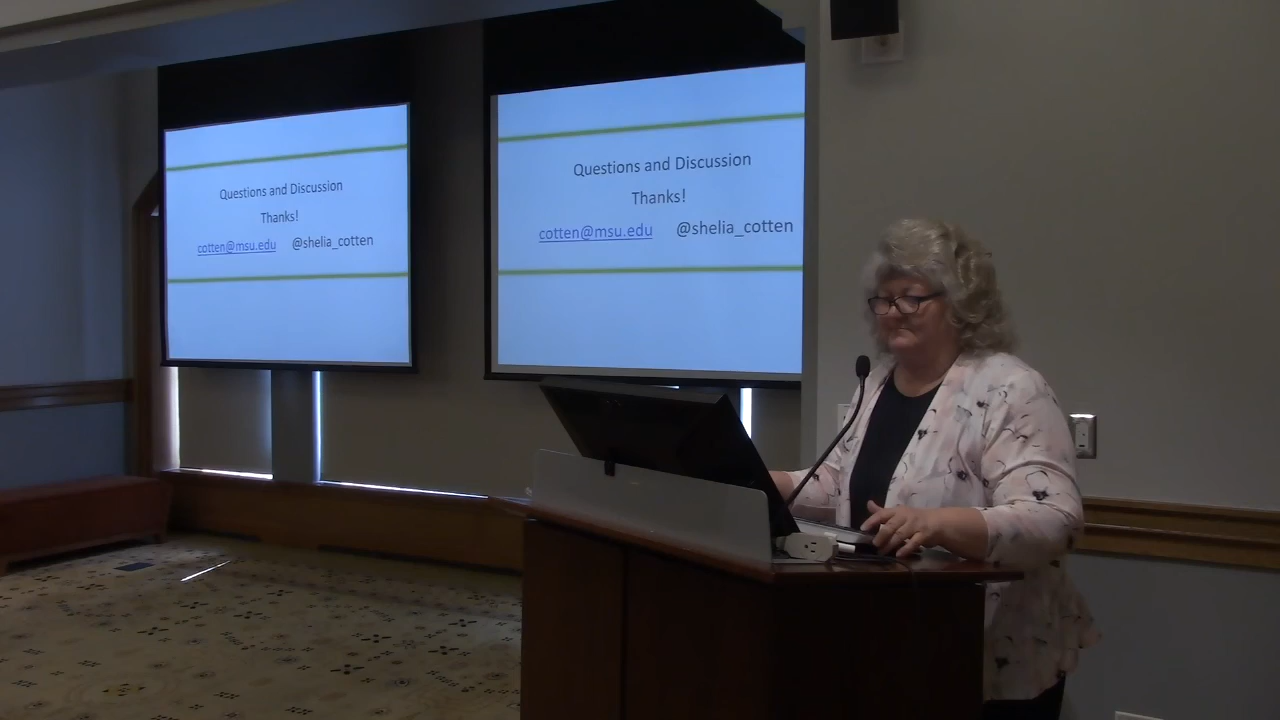 Questions and Discussion
Thanks!
cotten@msu.edu @shelia_cotten
Questions and Discussion
Thanks!
cotten@msu.edu @shelia_cotten